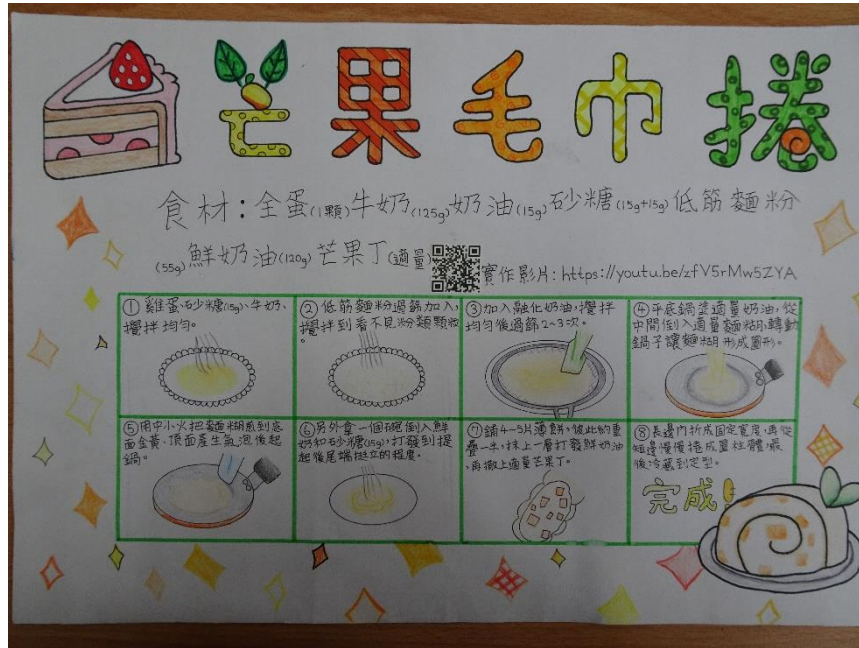 芒果毛巾捲
食材：全蛋(1顆)牛奶(125g)奶油(15g)砂糖(15g+15g)低筋麵粉
(55g)鮮奶油(120g)芒果丁(適量)
實作影片: https://youtu.be/zfV5rMw5ZYA
①雞蛋、砂糖(15g)、牛奶、
攪拌均勻。
②低筋麵粉過篩加入,
攪拌到看不見粉類顆粒
。
③加入融化奶油,攪拌
均勻後過篩2~3次。
④平底鍋塗適量奶油,從
中間倒入適量麵糊,轉動
鍋子讓麵糊形成圓形。
⑤用中小火把麵糊煎到底
面金黃、頂面產生氣泡後起
鍋。
⑥另外拿一個碗倒入鮮
奶和砂糖(15g),打發到提
起後尾端挺立的程度。
⑦鋪4~5片薄餅,彼此約重
疊一半,抹上一層打發鮮奶油
,再撒上適量芒果丁。
⑧長邊內折成固定寬度,再從
短邊慢慢捲成圓柱體,最
後冷藏到定型。
完成!